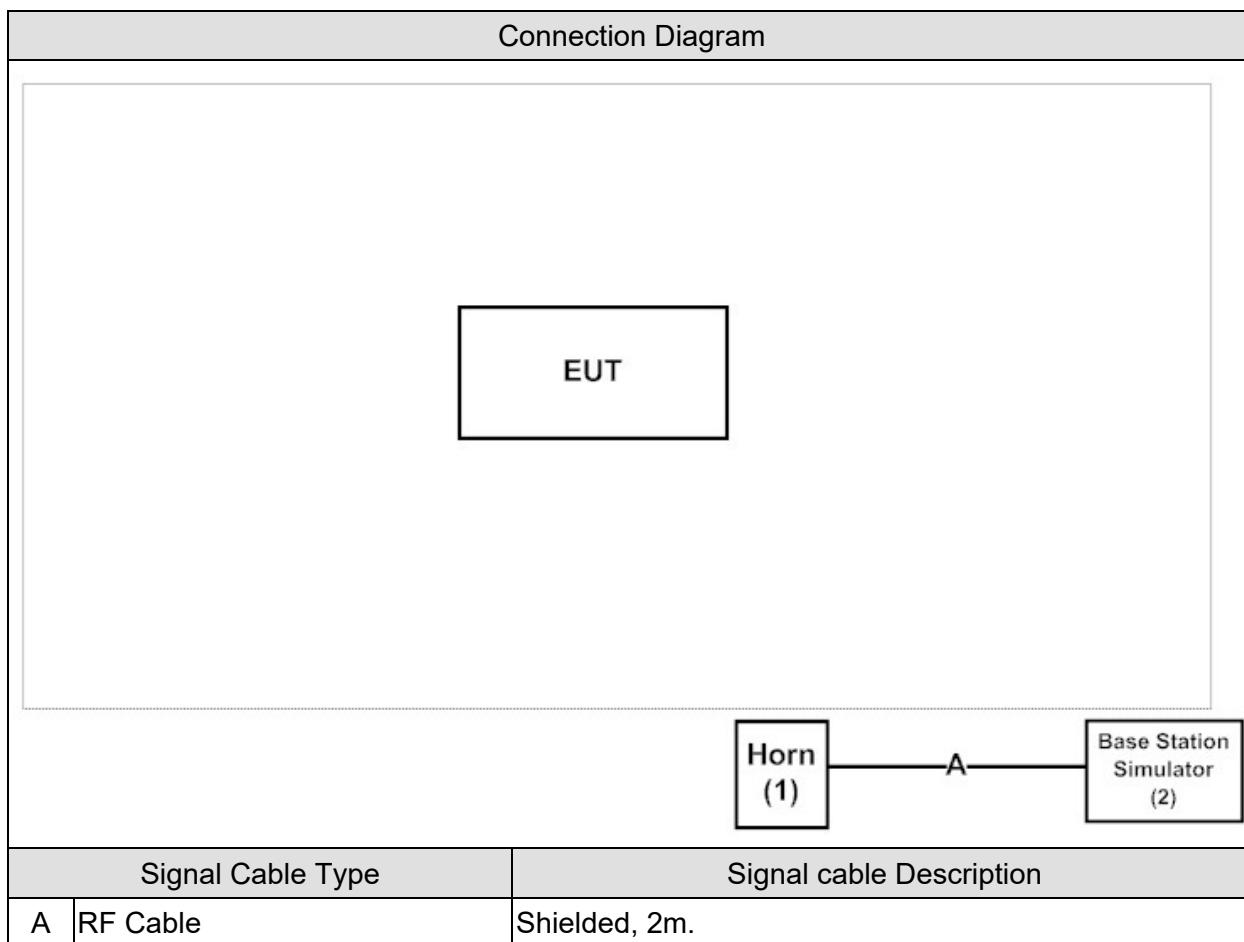 Connection Diagram
EUT
Horn
(1)
A
Base Station
Simulator
(2)
Signal Cable Type Signal cable Description
A RF Cable Shielded, 2m.